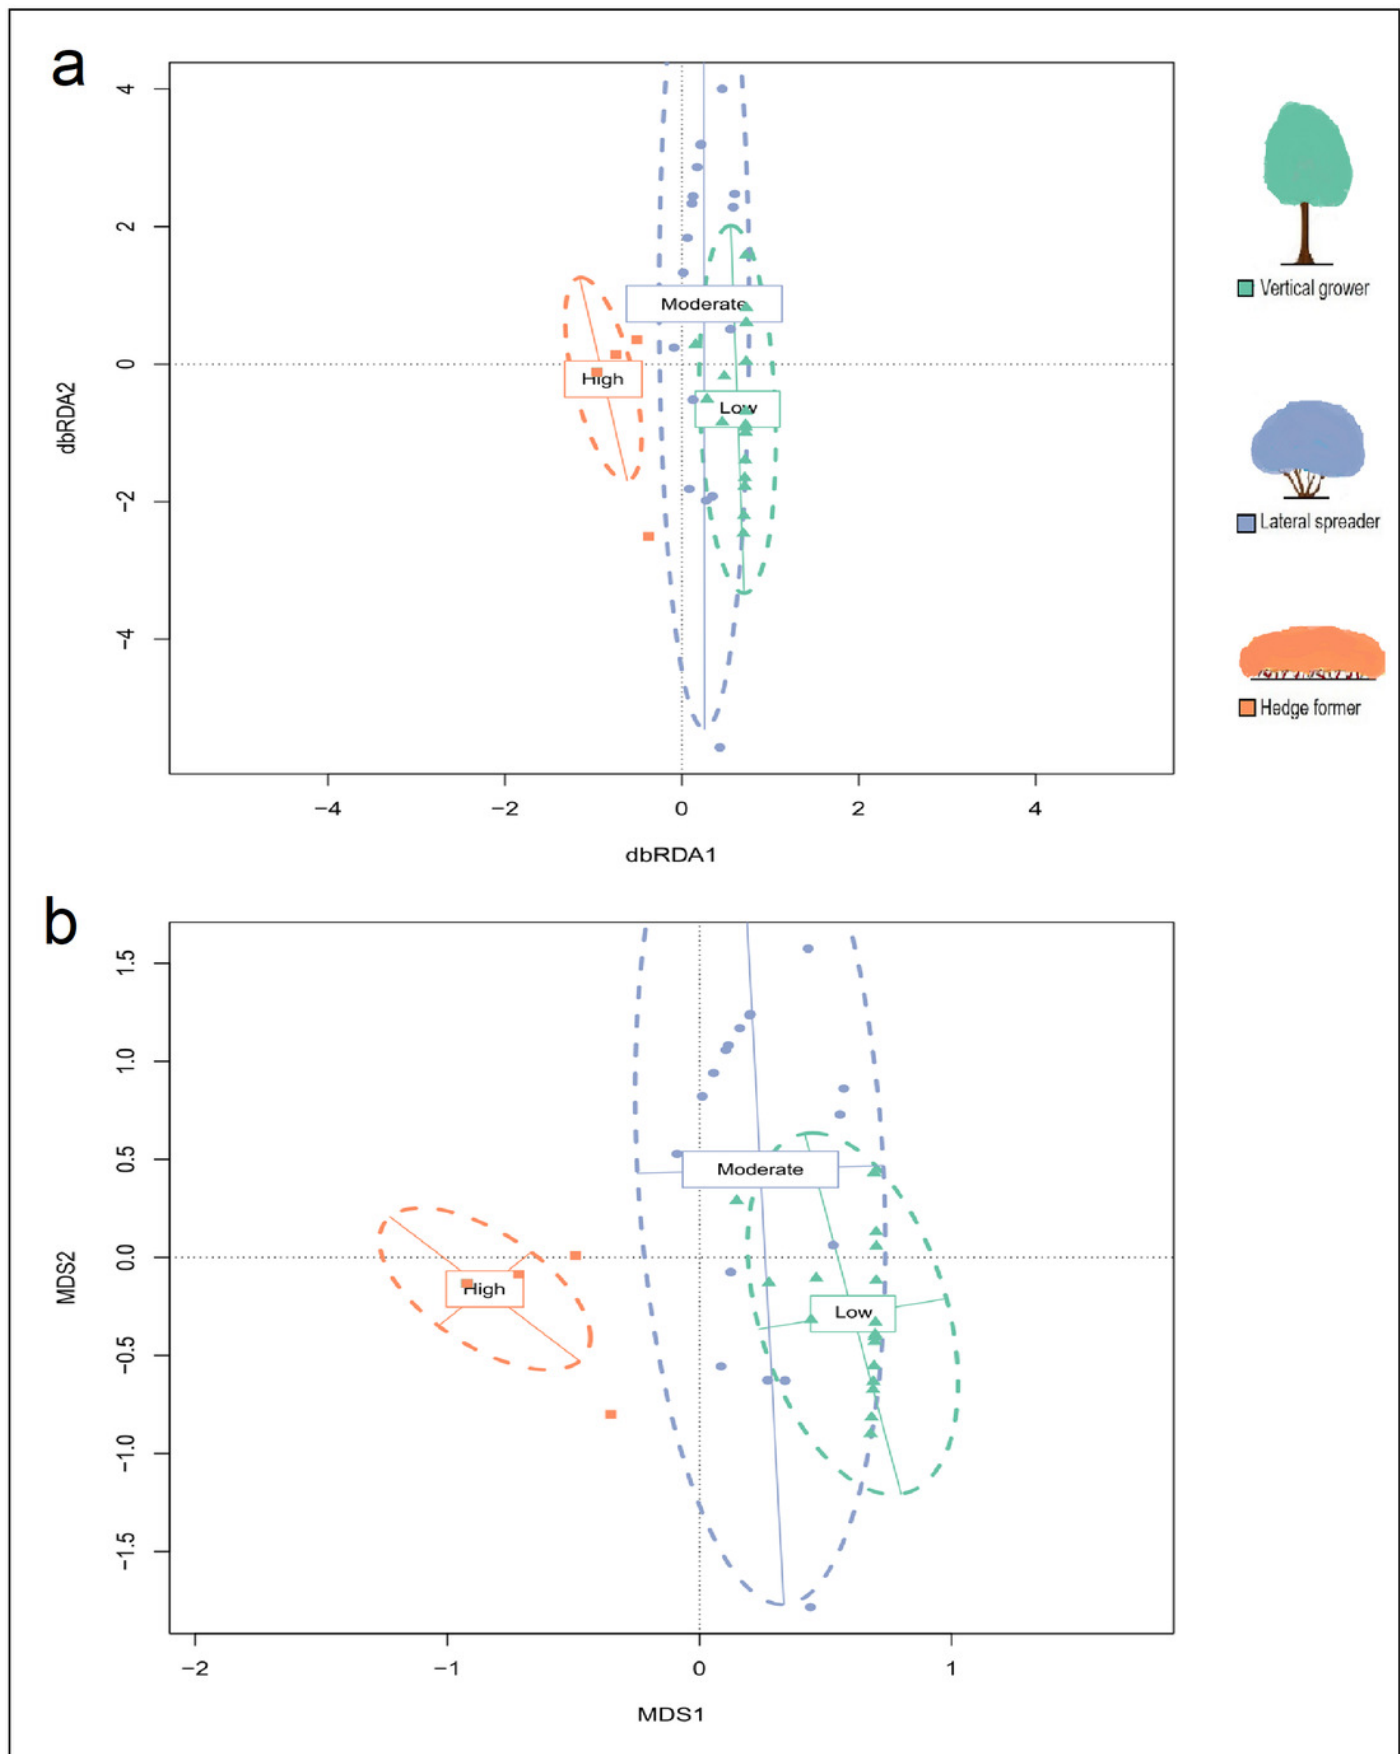 a
4
2
0
−2
−4
dbRDA2
Moderate
High
Low
−4 −2 0 2 4
dbRDA1
Vertical grower
Lateral spreader
Hedge former
b
1.5
1.0
0.5
0.0
−0.5
−1.0
−1.5
MDS2
Moderate
High
Low
−2 −1 0 1
MDS1